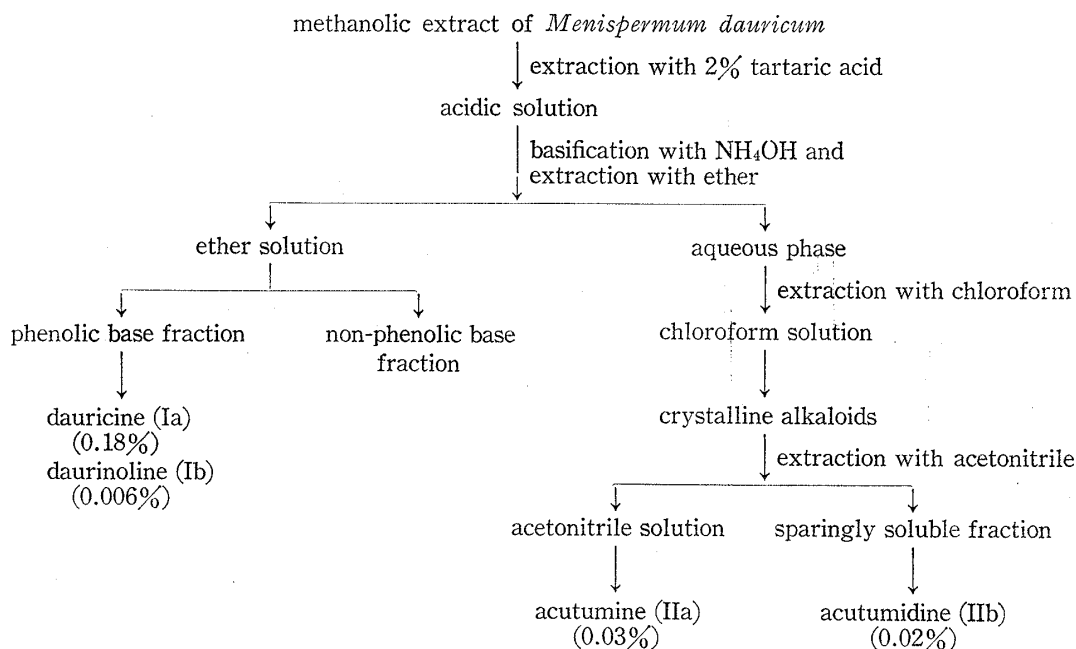 methanolic extract of Menispermum dauricum
extraction with 2% tartaric acid
acidic solution
basification with NH₄OH and
extraction with ether
ether solution
aqueous phase
extraction with chloroform
phenolic base fraction
non-phenolic base
fraction
chloroform solution
dauricine (Ia)
(0.18%)
daurinoline (Ib)
(0.006%)
crystalline alkaloids
extraction with acetonitrile
acetonitrile solution
sparingly soluble fraction
acutumine (IIa)
(0.03%)
acutumidine (IIb)
(0.02%)